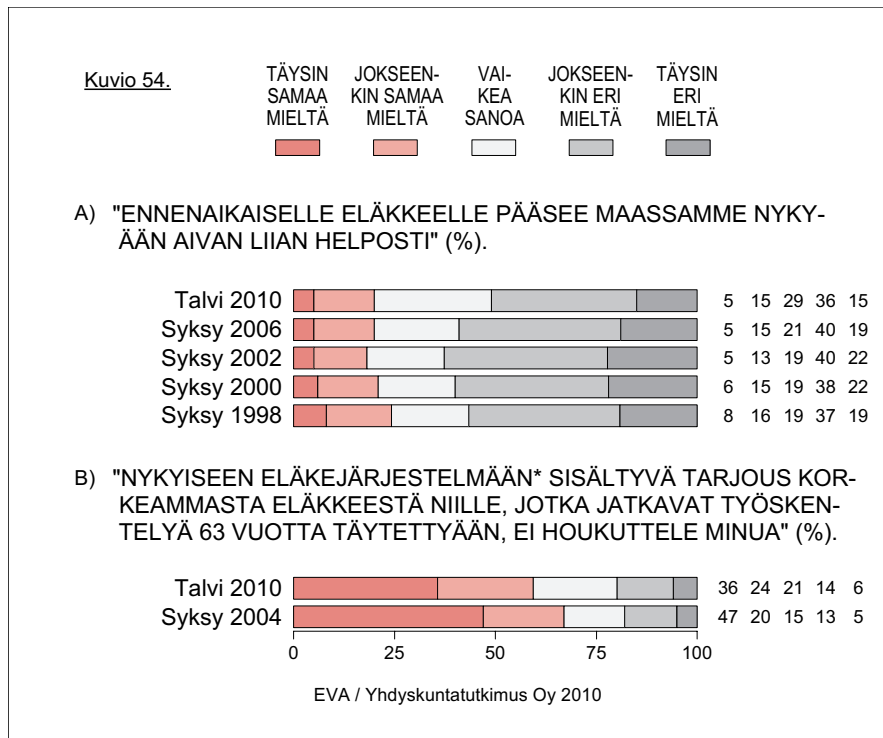 Kuvio 54.
TÄYSIN SAMAA MIELTÄ
JOKSEEN-KIN SAMAA MIELTÄ
VAI-KEA SANOA
JOKSEEN-KIN ERI MIELTÄ
TÄYSIN ERI MIELTÄ
A) "ENNENAIKAISELLE ELÄKKEELLE PÄÄSEE MAASSAMME NYKY-
ÄÄN AIVAN LIIAN HELPOSTI" (%).
Talvi 2010 5 15 29 36 15
Syksy 2006 5 15 21 40 19
Syksy 2002 5 13 19 40 22
Syksy 2000 6 15 19 38 22
Syksy 1998 8 16 19 37 19
B) "NYKYISEEN ELÄKEJÄRJESTELMÄÄN* SISÄLTYVÄ TARJOUS KOR-
KEAMMASTA ELÄKKEESTÄ NIILLE, JOTKA JATKAVAT TYÖSKEN-
TELYÄ 63 VUOTTA TÄYTETTYÄÄN, EI HOUKUTTELE MINUA" (%).
Talvi 2010 36 24 21 14 6
Syksy 2004 47 20 15 13 5
0 25 50 75 100
EVA / Yhdyskuntatutkimus Oy 2010